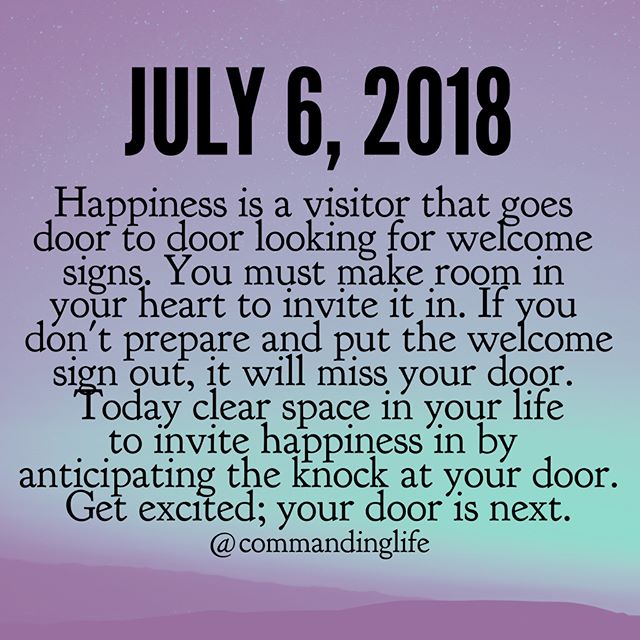 JULY 6, 2018
Happiness is a visitor that goes
door to door looking for welcome
signs. You must make room in
your heart to invite it in. If you
don't prepare and put the welcome
sign out, it will miss your door.
Today clear space in your life
to invite happiness in by
anticipating the knock at your door.
Get excited; your door is next.
@commandinglife